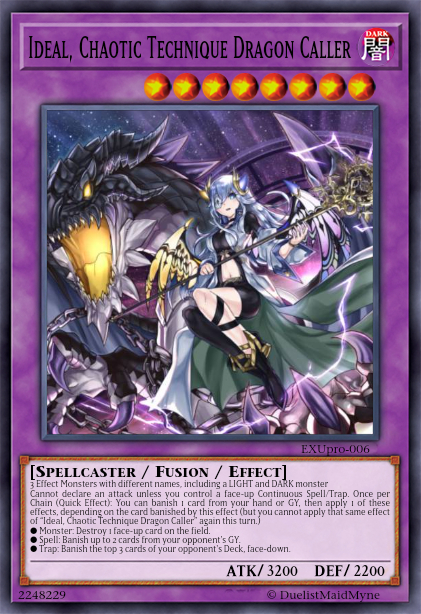 Ideal, Chaotic Technique Dragon Caller
DARK
闇
EXUpro-006
[Spellcaster / Fusion / Effect]
3 Effect Monsters with different names, including a LIGHT and DARK monster
Cannot declare an attack unless you control a face-up Continuous Spell/Trap. Once per
Chain (Quick Effect): You can banish 1 card from your hand or GY, then apply 1 of these
effects, depending on the card banished by this effect (but you cannot apply that same effect
of "Ideal, Chaotic Technique Dragon Caller" again this turn.)
● Monster: Destroy 1 face-up card on the field.
● Spell: Banish up to 2 cards from your opponent's GY.
● Trap: Banish the top 3 cards of your opponent's Deck, face-down.
ATK/ 3200 DEF/ 2200
2248229
© DuelistMaidMyne